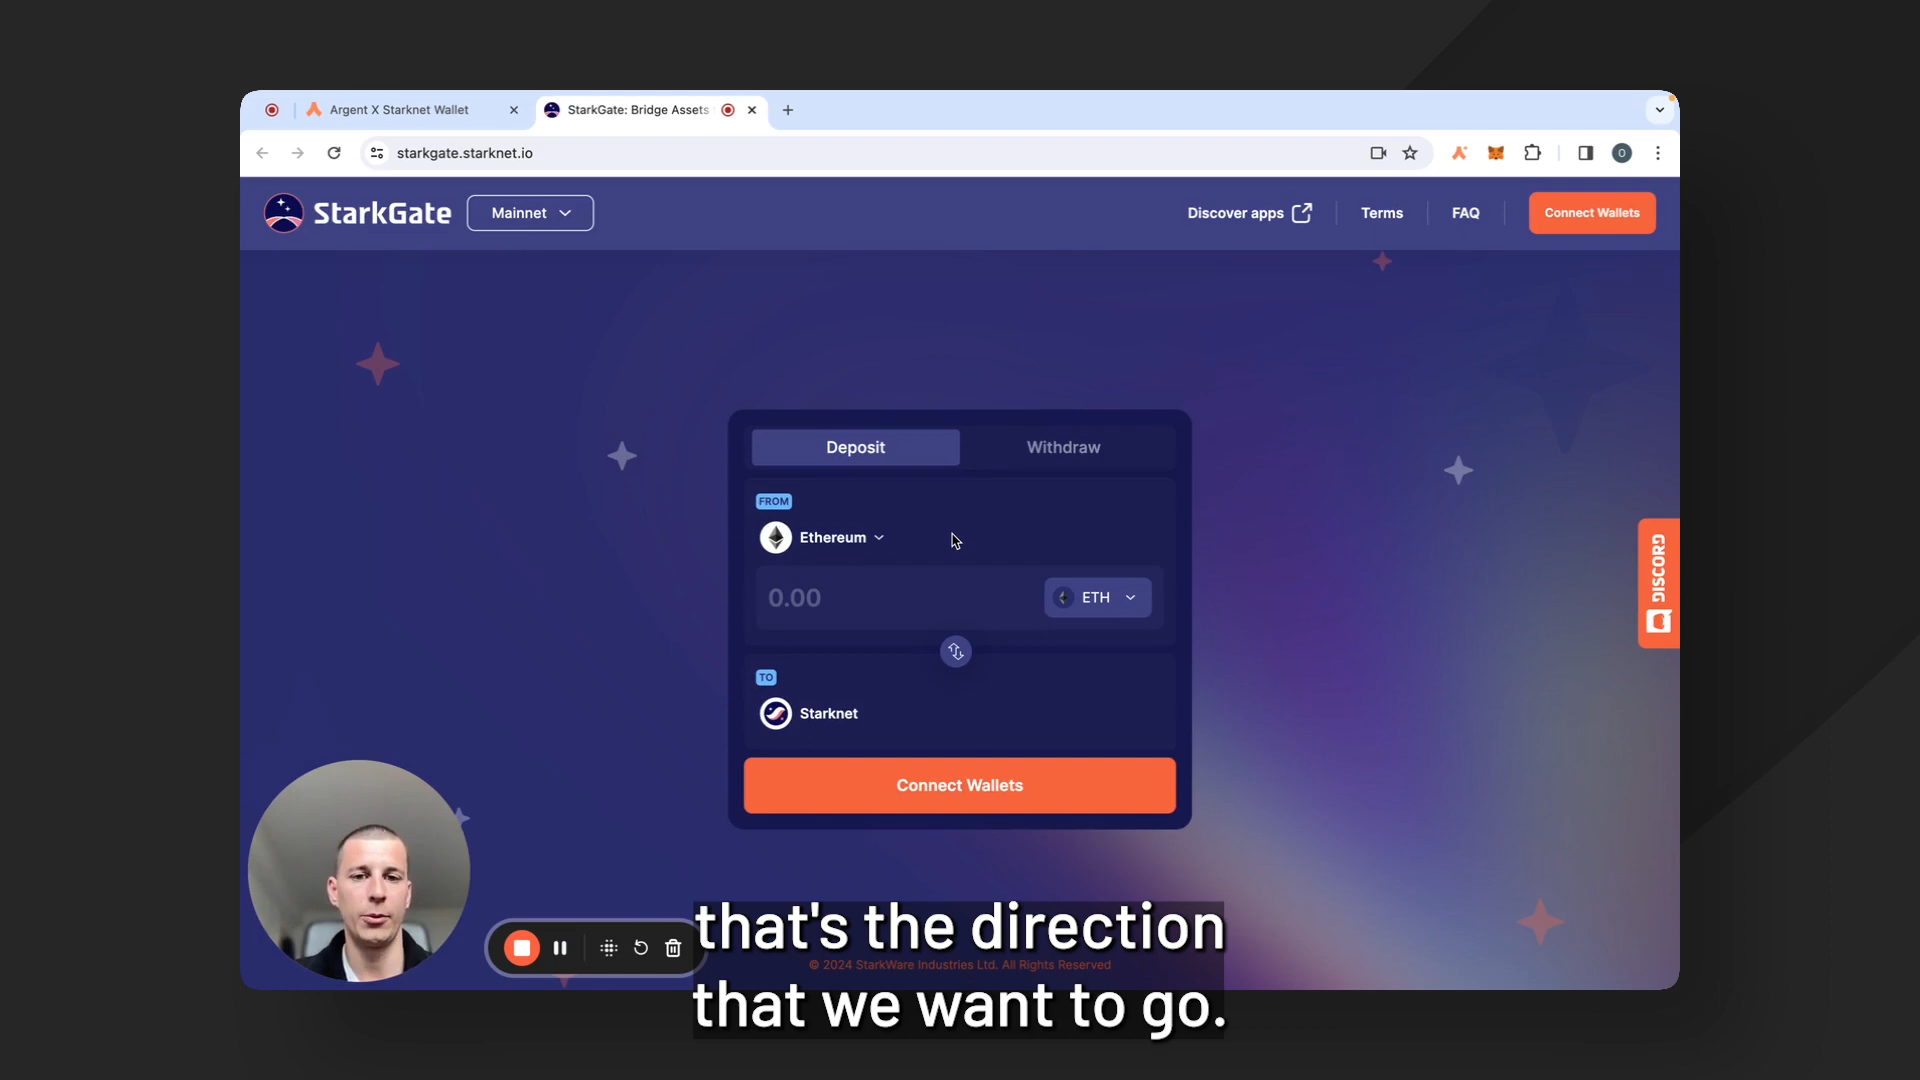 Argent X Starknet Wallet
StarkGate: Bridge Assets
starkgate.starknet.io
O
StarkGate
Mainnet
Discover apps
Terms
FAQ
Connect Wallets
Deposit
Withdraw
FROM
Ethereum
0.00
ETH
TO
Starknet
Connect Wallets
DISCORD
© 2024 StarkWare Industries Ltd. All Rights Reserved
that's the direction
that we want to go.